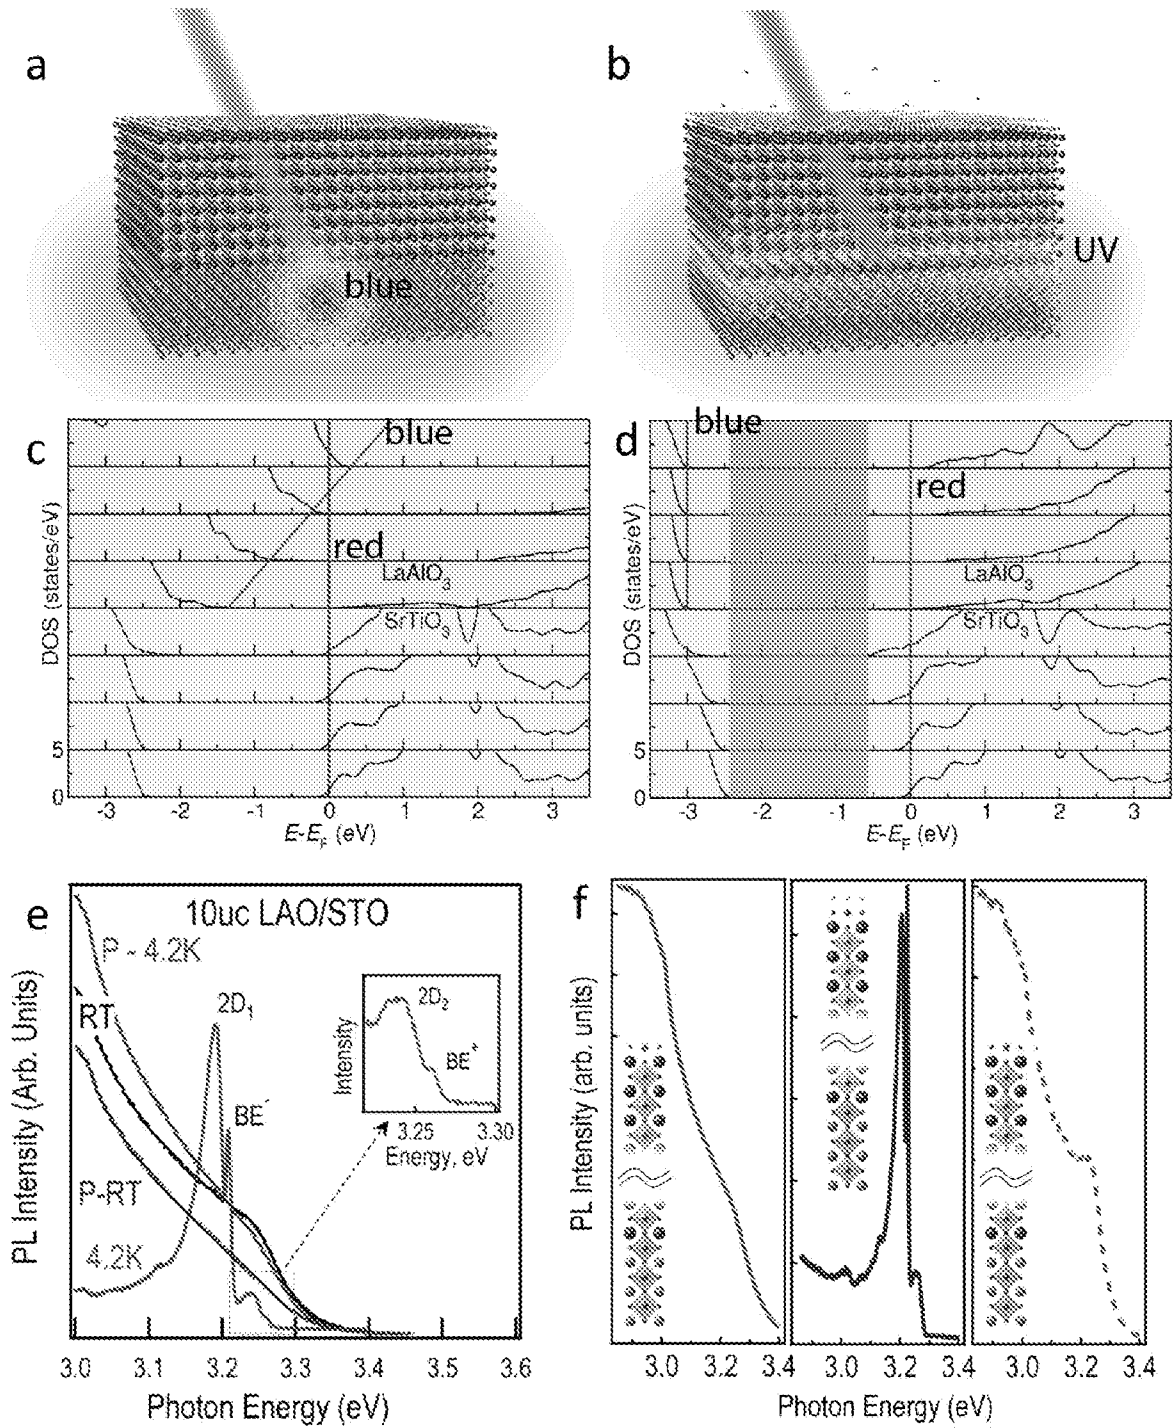 a
b
blue
UV
c
blue
red
LaAlO3
SrTiO3
DOS (states/eV)
5
0
-3 -2 -1 0 1 2 3
E-EF (eV)
d
blue
red
LaAlO3
SrTiO3
DOS (states/eV)
5
0
-3 -2 -1 0 1 2 3
E-EF (eV)
e
10uc LAO/STO
P - 4.2K
RT
2D1
BE-
P-RT
4.2K
PL Intensity (Arb. Units)
3.0 3.1 3.2 3.3 3.4 3.5 3.6
Photon Energy (eV)
2D2
BE+
Intensity
3.25 3.30
Energy, eV
f
PL Intensity (arb. units)
3.0 3.2 3.4
3.0 3.2 3.4
3.0 3.2 3.4
Photon Energy (eV)